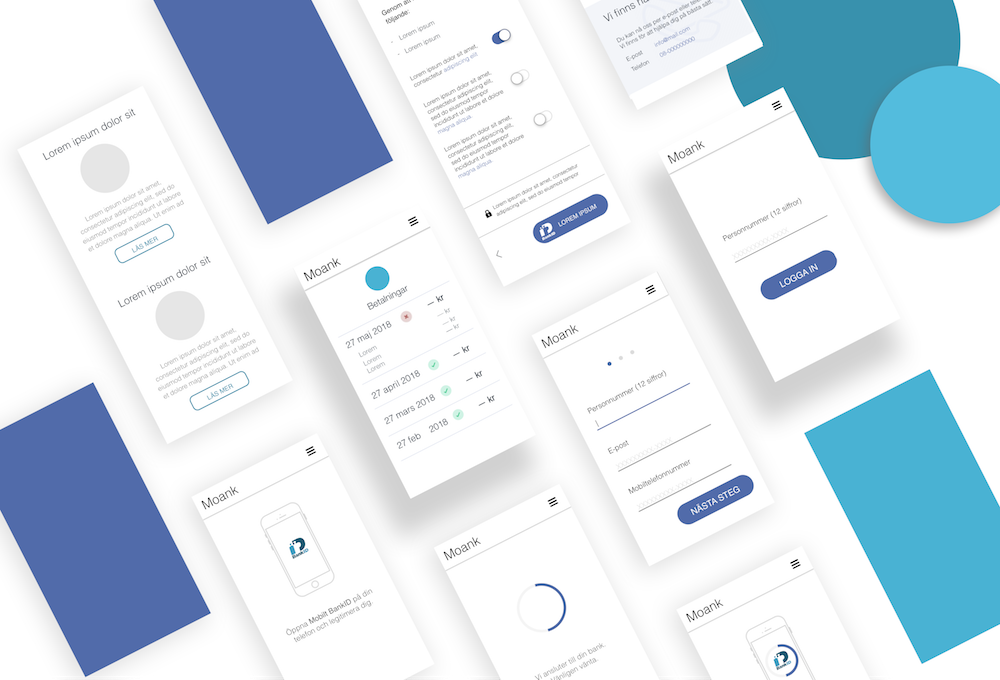 Lorem ipsum dolor sit
Lorem ipsum dolor sit amet,
consectetur adipiscing elit, sed do
eiusmod tempor incididunt ut labore
et dolore magna aliqua. Ut enim ad
LÄS MER
Lorem ipsum dolor sit
Lorem ipsum dolor sit amet,
consectetur adipiscing elit, sed do
eiusmod tempor incididunt ut labore
et dolore magna aliqua. Ut enim ad
LÄS MER
Genom att
följande:
- Lorem ipsum
- Lorem ipsum
Lorem ipsum dolor sit amet,
consectetur adipiscing elit
Lorem ipsum dolor sit amet,
consectetur adipiscing elit,
sed do eiusmod tempor
incididunt ut labore et dolore
magna aliqua.
Lorem ipsum dolor sit amet,
consectetur adipiscing elit,
sed do eiusmod tempor
incididunt ut labore et dolore
magna aliqua.
Lorem ipsum dolor sit amet, consectetur
adipiscing elit, sed do eiusmod tempor
BankID
LOREM IPSUM
Vi finns
Du kan nå oss per e-post eller
Vi finns för att hjälpa dig på bästa sätt.
E-post info@mail.com
Telefon 08-000000000
Moank
Personnummer (12 siffror)
XXXXXXXX-XXXX
LOGGA IN
Moank
Betalningar
27 maj 2018 — kr
Lorem — kr
Lorem — kr
Lorem — kr
27 april 2018 — kr
27 mars 2018 — kr
27 feb 2018 — kr
Moank
Personnummer (12 siffror)
E-post
Mobiltelefonnummer
NÄSTA STEG
Moank
BankID
Öppna Mobilt BankID på din
telefon och legitimera dig.
Moank
Vi ansluter till din bank.
Vänligen vänta.
Moank
BankID